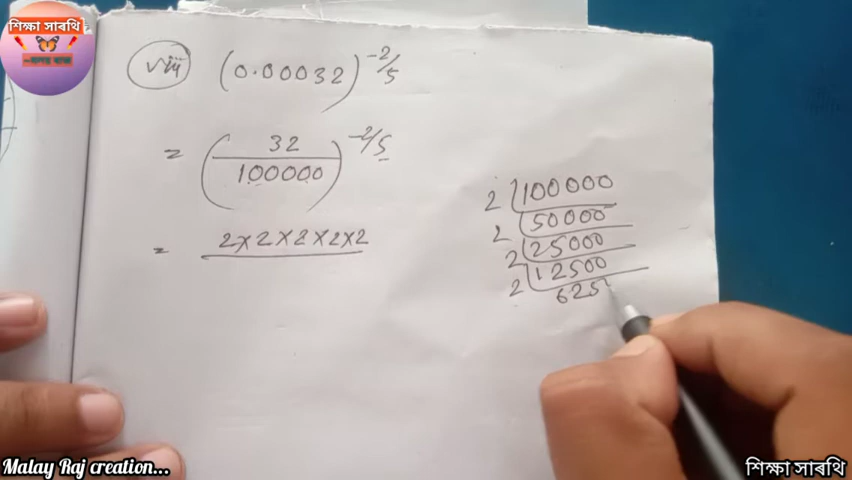 শিক্ষা সাৰথি
viii (0.00032)^-2/5
= (32/100000)^-2/5
= 2×2×2×2×2
2 100000
2 50000
2 25000
2 12500
625
Malay Raj creation...
শিক্ষা সাৰথি